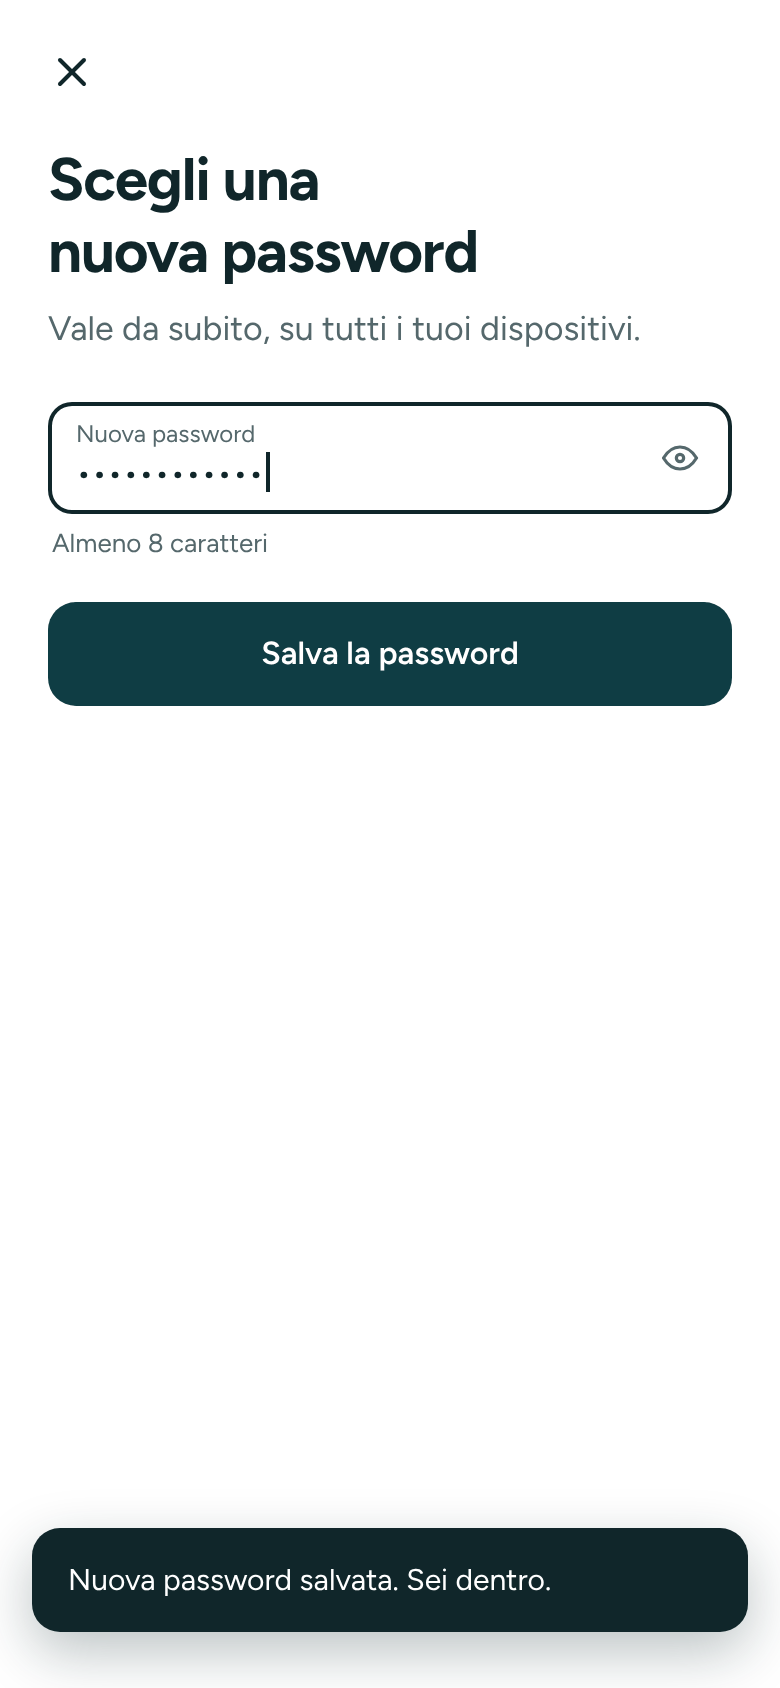 Scegli una
nuova password
Vale da subito, su tutti i tuoi dispositivi.
Nuova password
••••••••••••
Almeno 8 caratteri
Salva la password
Nuova password salvata. Sei dentro.